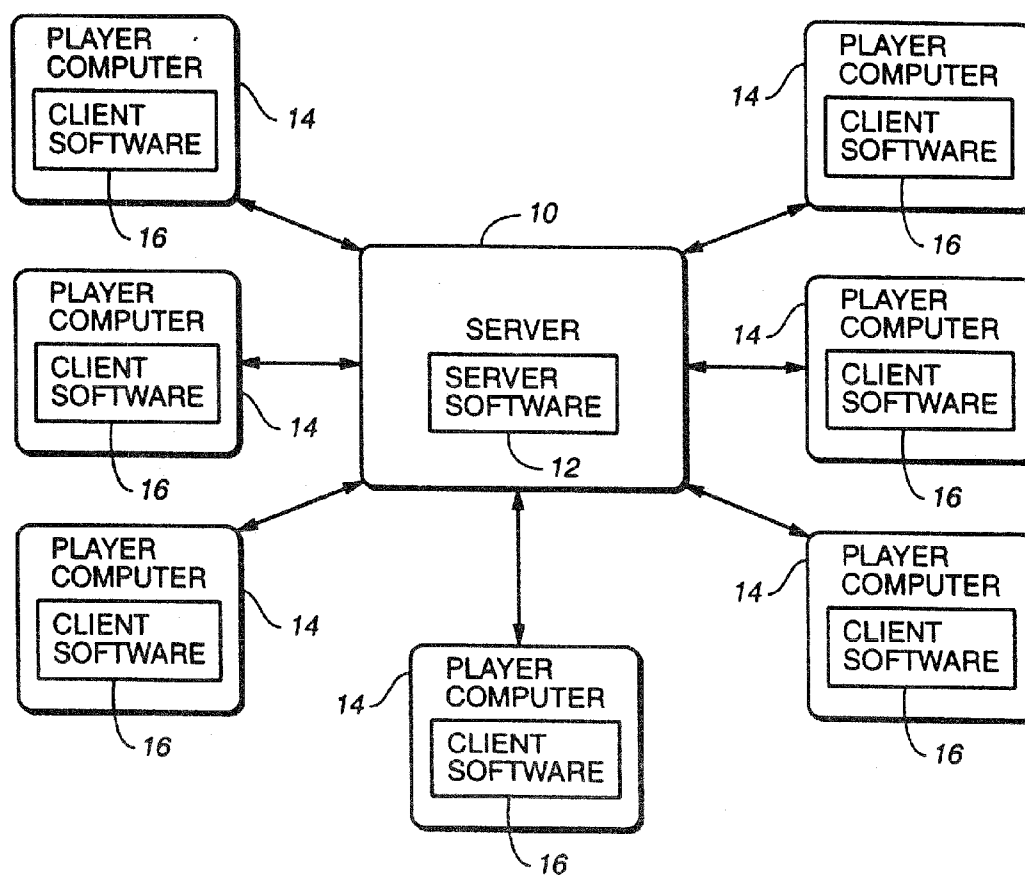 PLAYER
COMPUTER
CLIENT
SOFTWARE
14
16
PLAYER
COMPUTER
CLIENT
SOFTWARE
14
16
10
SERVER
SERVER
SOFTWARE
12
PLAYER
COMPUTER
CLIENT
SOFTWARE
14
16
PLAYER
COMPUTER
CLIENT
SOFTWARE
14
16
PLAYER
COMPUTER
CLIENT
SOFTWARE
14
16
PLAYER
COMPUTER
CLIENT
SOFTWARE
14
16
PLAYER
COMPUTER
CLIENT
SOFTWARE
14
16